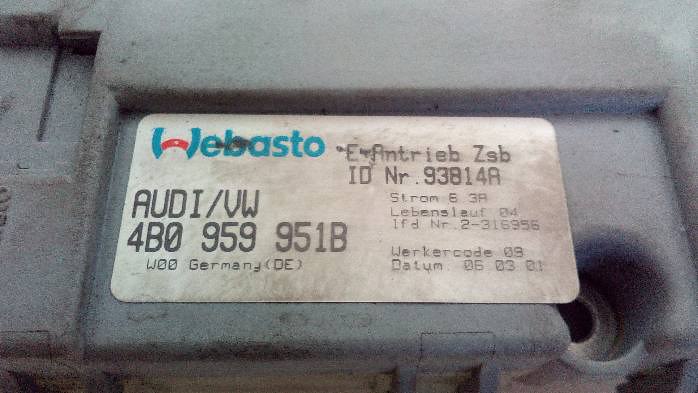 Webasto
E-Antrieb Zsb
ID Nr.93814A
AUDI/VW
4B0 959 951B
W00 Germany(DE)
Strom 6.3A
Lebenslauf 04
lfd Nr.2-316956
Werkercode 09
Datum. 06.03.01